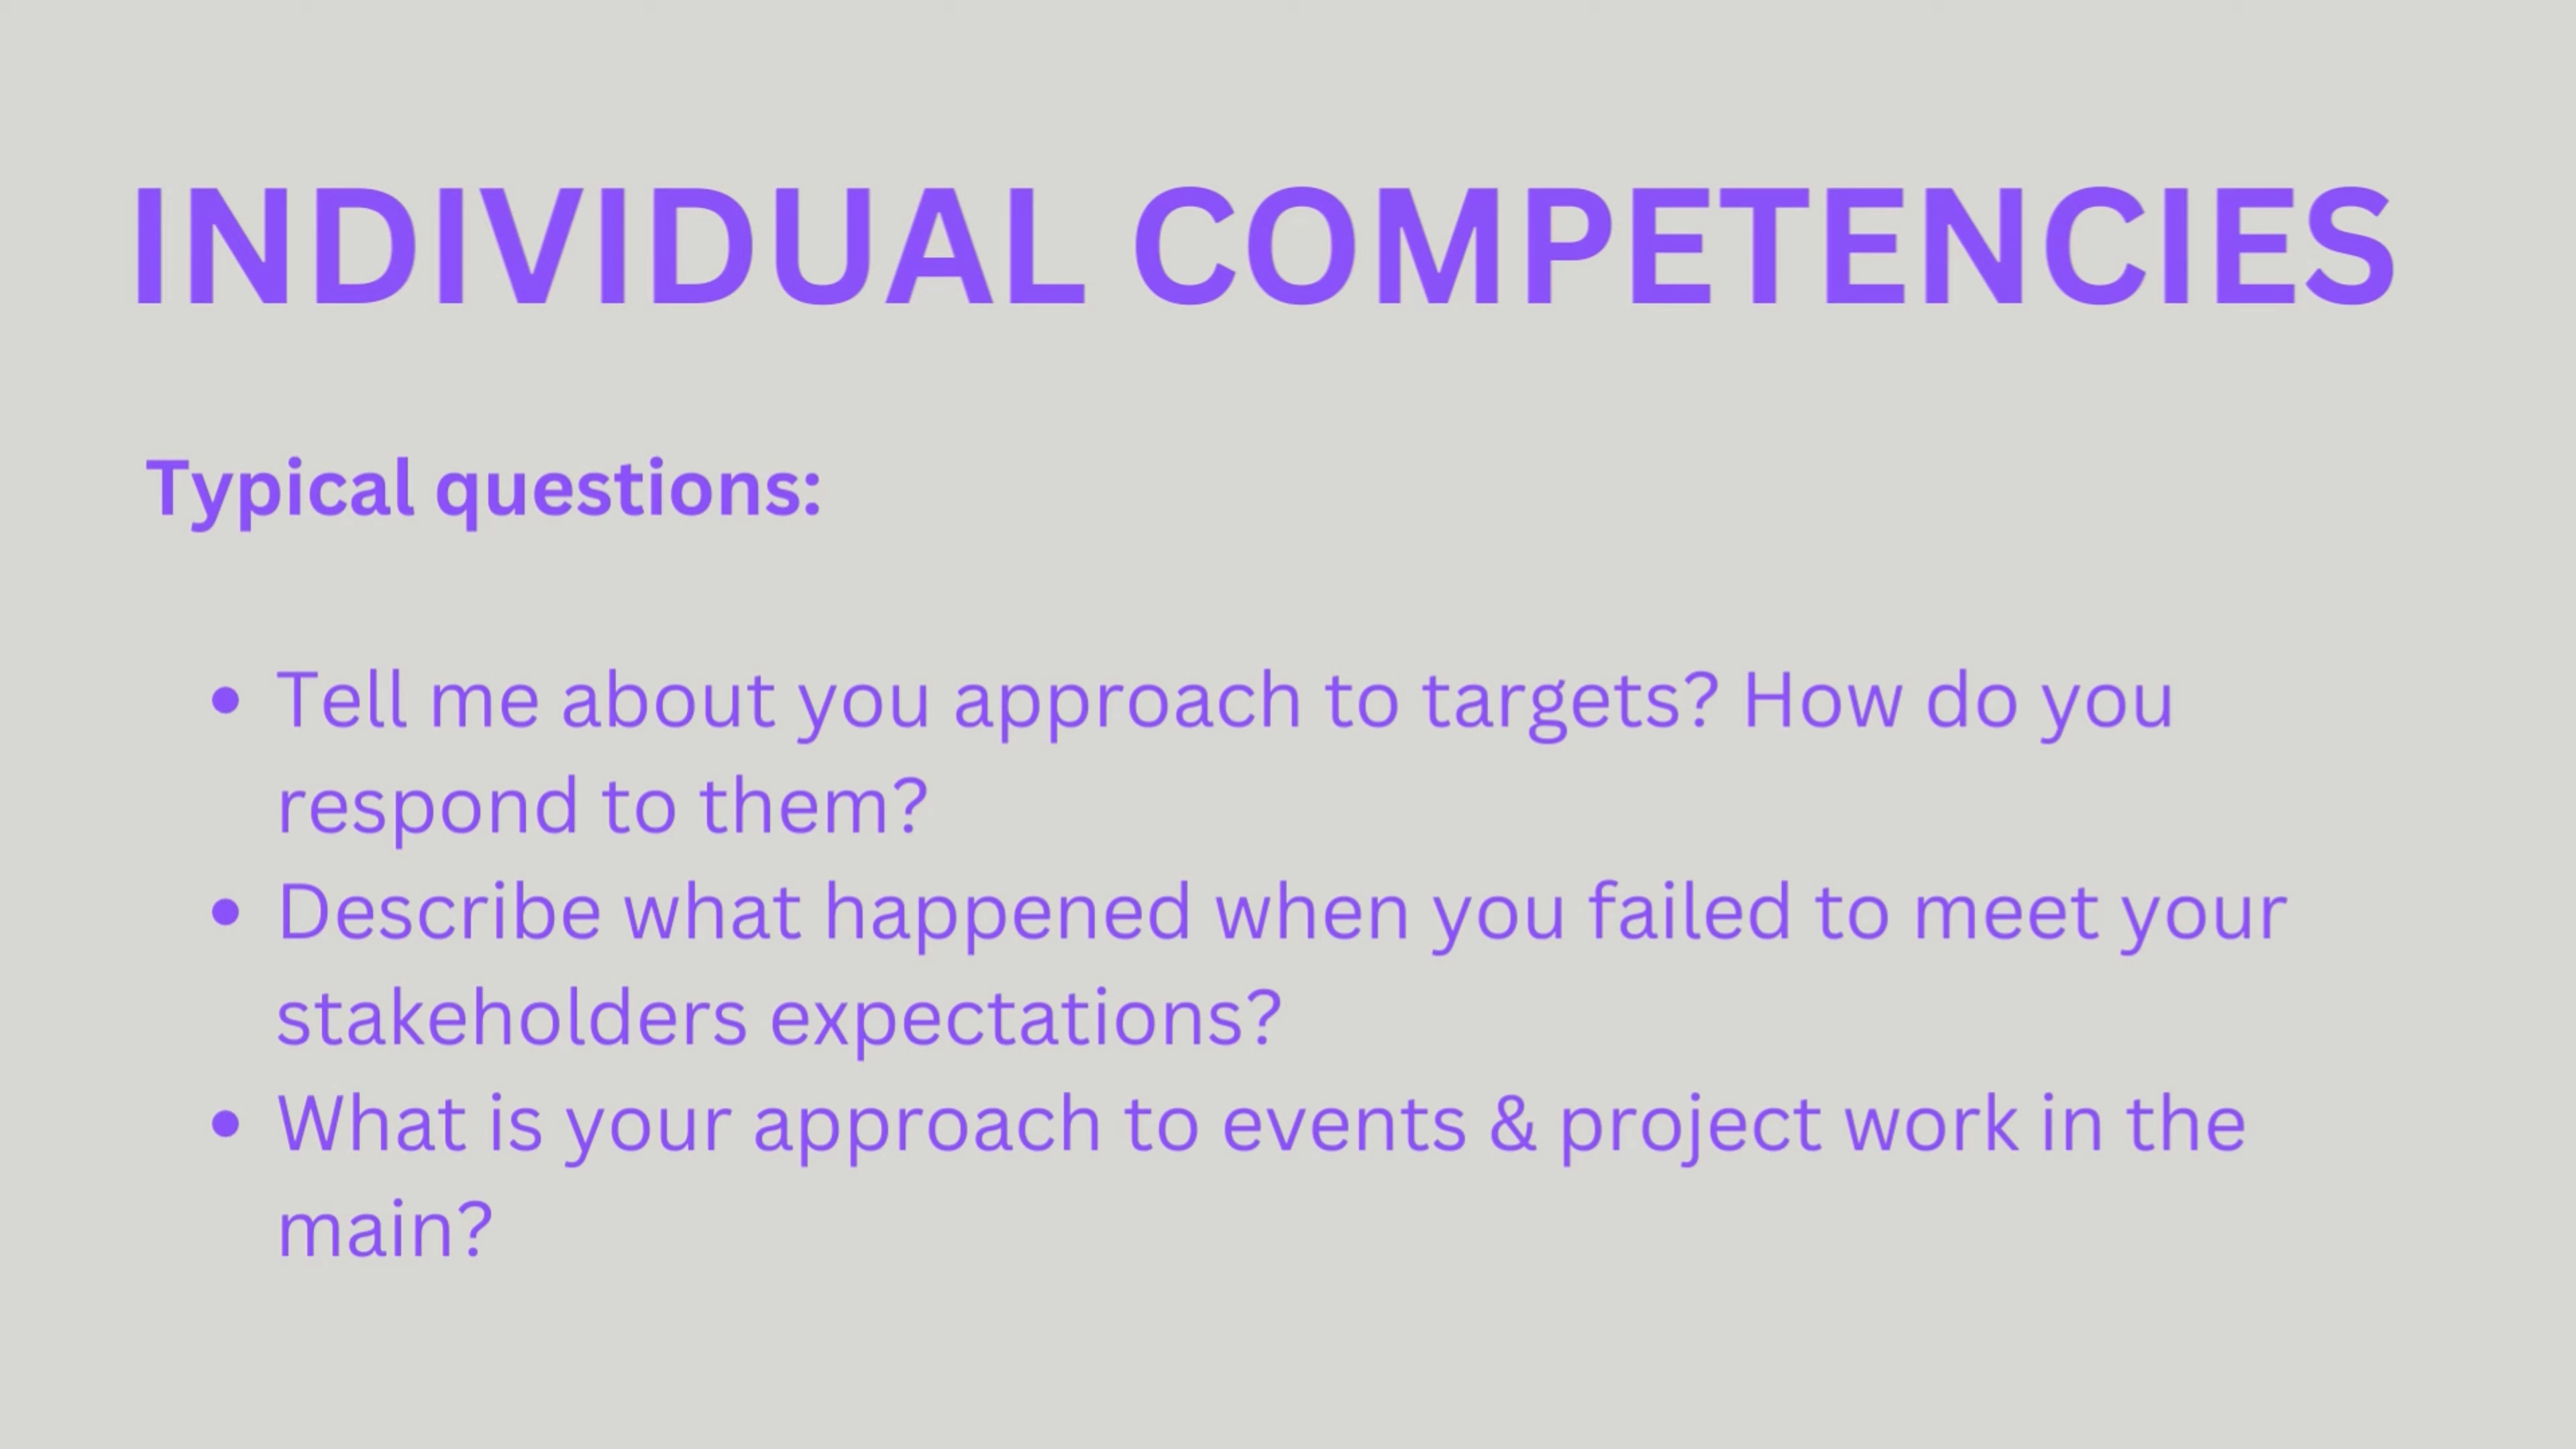 INDIVIDUAL COMPETENCIES
Typical questions:
• Tell me about you approach to targets? How do you
respond to them?
• Describe what happened when you failed to meet your
stakeholders expectations?
• What is your approach to events & project work in the
main?